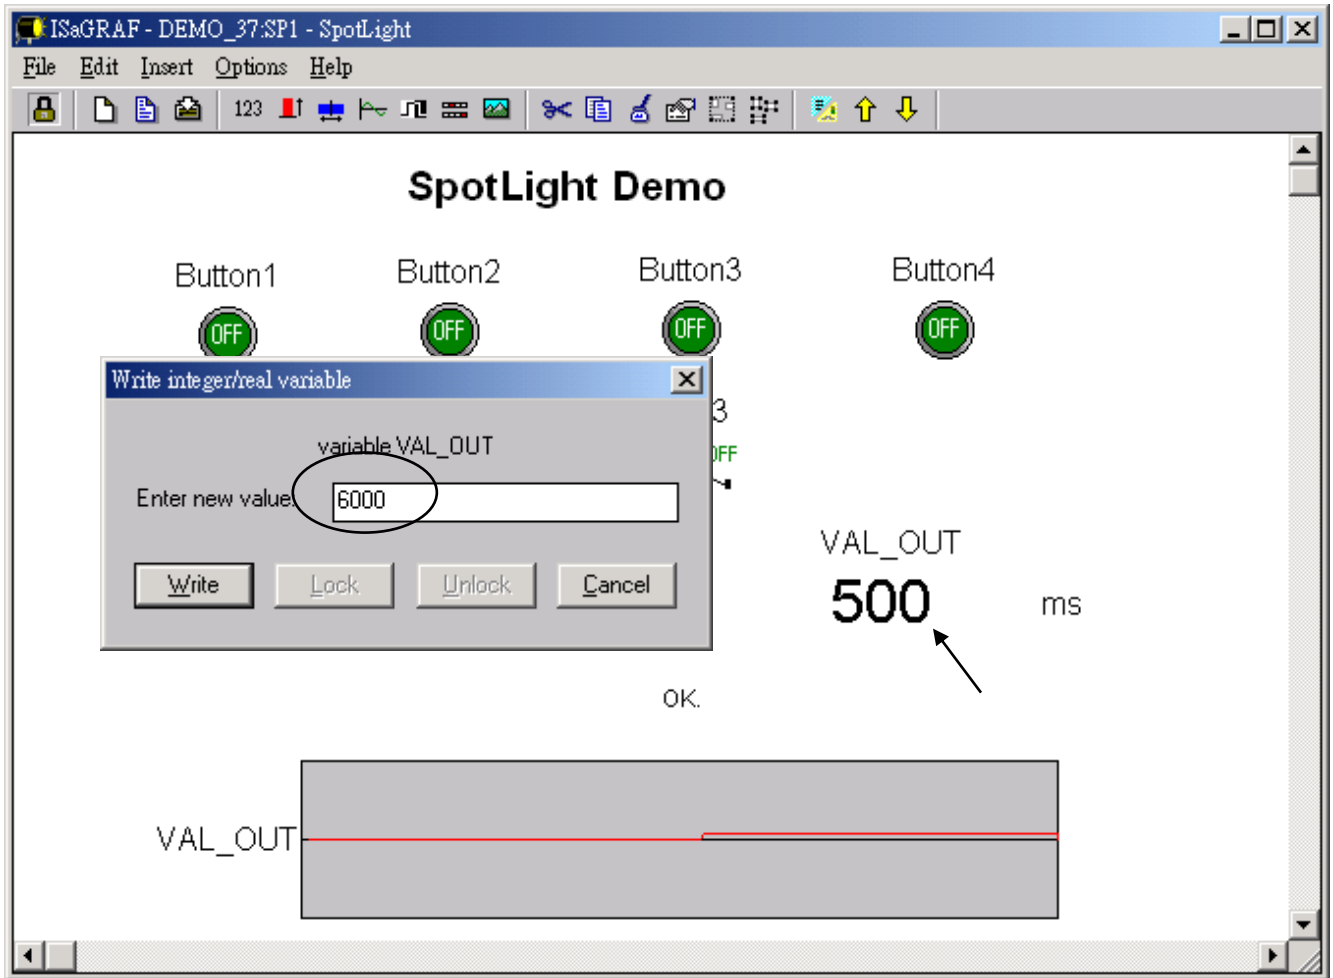 ISaGRAF - DEMO_37:SP1 - SpotLight
File Edit Insert Options Help
123
SpotLight Demo
Button1 Button2 Button3 Button4
OFF OFF OFF OFF
Write integer/real variable
3
variable VAL_OUT
OFF
Enter new value:
6000
VAL_OUT
Write Lock Unlock Cancel
500 ms
OK.
VAL_OUT